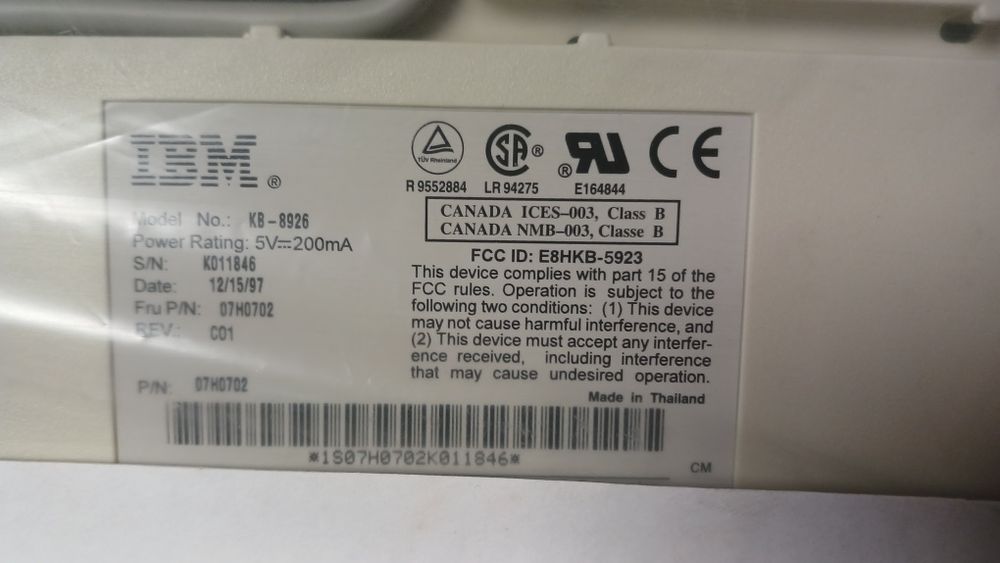 IBM®
Model No.: KB-8926
Power Rating: 5V⎓200mA
S/N: K011846
Date: 12/15/97
Fru P/N: 07H0702
REV.: C01
P/N: 07H0702
TÜV Rheinland
R 9552884 LR 94275 E164844
CANADA ICES–003, Class B
CANADA NMB–003, Classe B
FCC ID: E8HKB-5923
This device complies with part 15 of the
FCC rules. Operation is subject to the
following two conditions: (1) This device
may not cause harmful interference, and
(2) This device must accept any interfer-
ence received, including interference
that may cause undesired operation.
Made in Thailand
*1S07H0702K011846*
CM